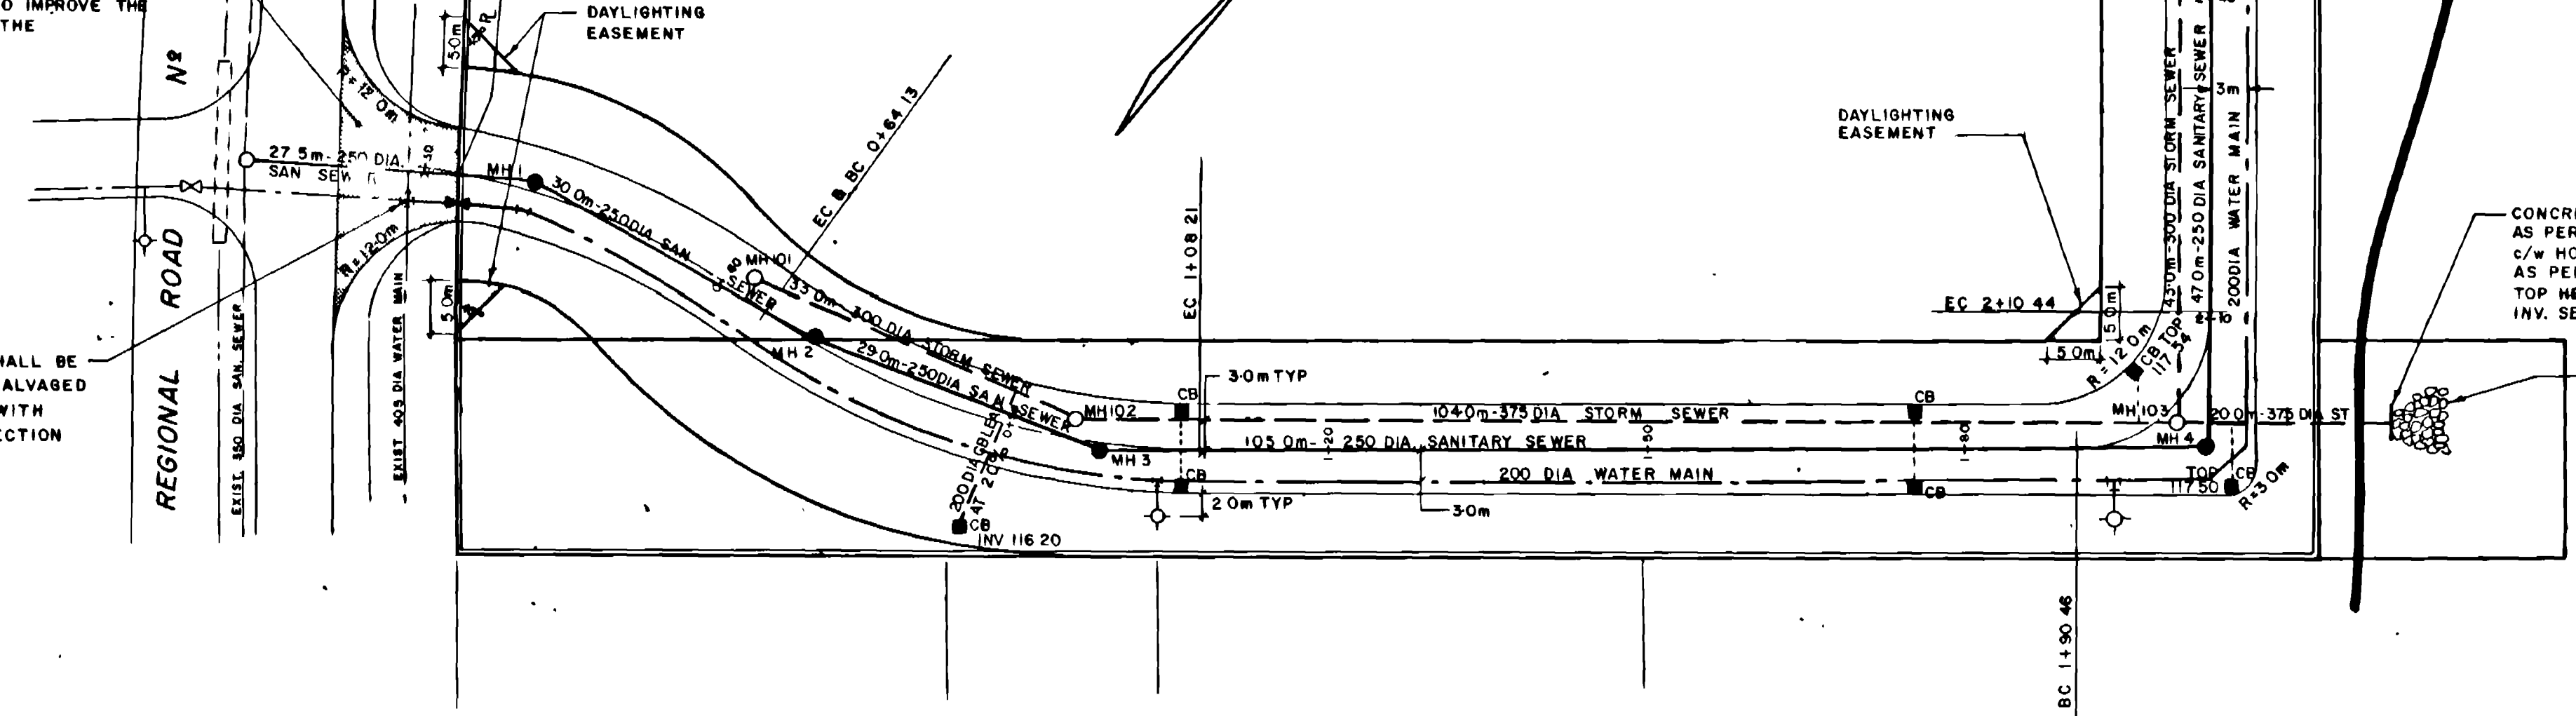 O IMPROVE THE
THE
REGIONAL ROAD Nº
5.0m
DAYLIGHTING
EASEMENT
R=12.0m
27.5m-250 DIA.
SAN SEWER
MH 1
30.0m-250DIA SAN
SEWER
EC & BC 0+64 13
MH101
33.0m-300 DIA STORM SEWER
MH 2
29.0m-250DIA SAN SEWER
R=12.0m
5.0m
EXIST 405 DIA WATER MAIN
EXIST. 350 DIA SAN. SEWER
HALL BE
ALVAGED
WITH
ECTION
EC 1+08 21
3.0m TYP
CB
MH102
104.0m-375 DIA STORM SEWER
105.0m-250 DIA. SANITARY SEWER
MH 3
200 DIA WATER MAIN
CB
2.0m TYP
3.0m
CB
INV 116 20
CB
CB
DAYLIGHTING
EASEMENT
EC 2+10 44
5.0m
5.0m
R=12.0m
CB TOP
117 54
43.0m-300 DIA STORM SEWER
47.0m-250 DIA SANITARY SEWER
200DIA WATER MAIN
3m
MH 103
20.0m-375 DIA ST
MH 4
TOP CB
117 50
R=3.0m
BC 1+90 46
CONCRE
AS PER
c/w HO
AS PE
TOP HE
INV. SE